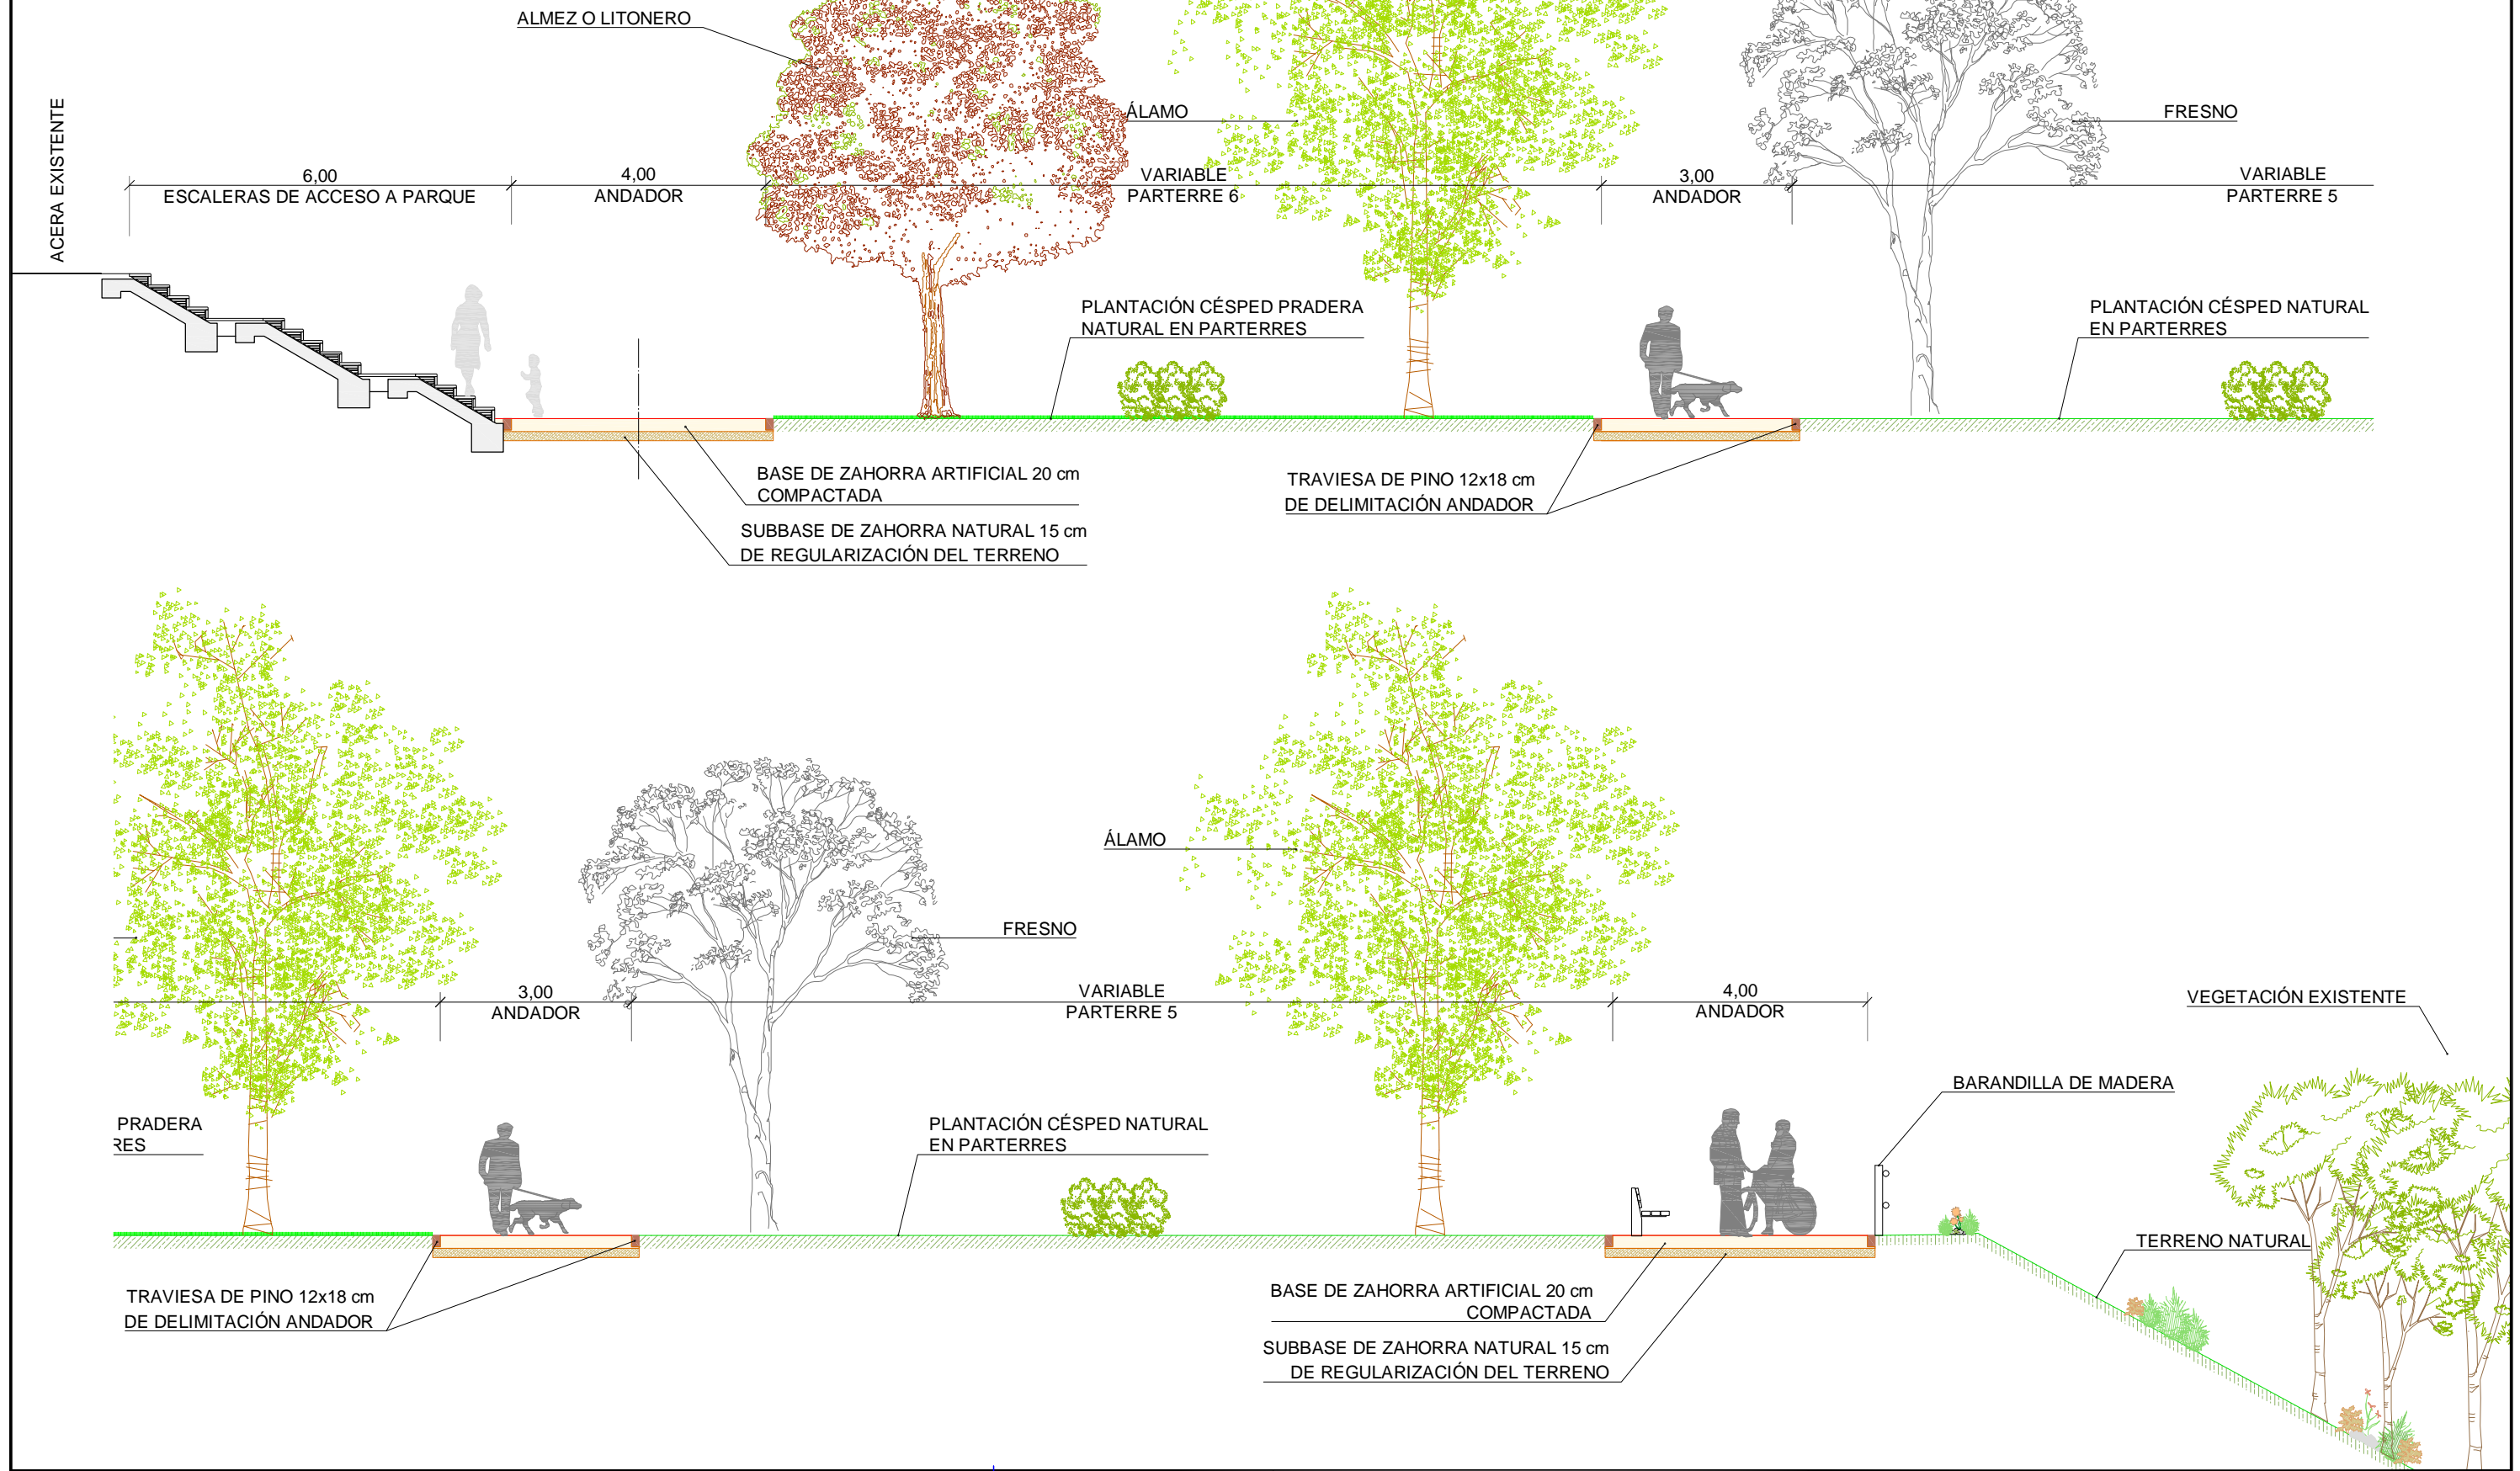 ALMEZ O LITONERO
ACERA EXISTENTE
ÁLAMO
FRESNO
6,00
ESCALERAS DE ACCESO A PARQUE
4,00
ANDADOR
VARIABLE
PARTERRE 6
3,00
ANDADOR
VARIABLE
PARTERRE 5
PLANTACIÓN CÉSPED PRADERA
NATURAL EN PARTERRES
PLANTACIÓN CÉSPED NATURAL
EN PARTERRES
BASE DE ZAHORRA ARTIFICIAL 20 cm
COMPACTADA
SUBBASE DE ZAHORRA NATURAL 15 cm
DE REGULARIZACIÓN DEL TERRENO
TRAVIESA DE PINO 12x18 cm
DE DELIMITACIÓN ANDADOR
ÁLAMO
FRESNO
3,00
ANDADOR
VARIABLE
PARTERRE 5
4,00
ANDADOR
VEGETACIÓN EXISTENTE
BARANDILLA DE MADERA
PRADERA
RES
PLANTACIÓN CÉSPED NATURAL
EN PARTERRES
TERRENO NATURAL
TRAVIESA DE PINO 12x18 cm
DE DELIMITACIÓN ANDADOR
BASE DE ZAHORRA ARTIFICIAL 20 cm
COMPACTADA
SUBBASE DE ZAHORRA NATURAL 15 cm
DE REGULARIZACIÓN DEL TERRENO